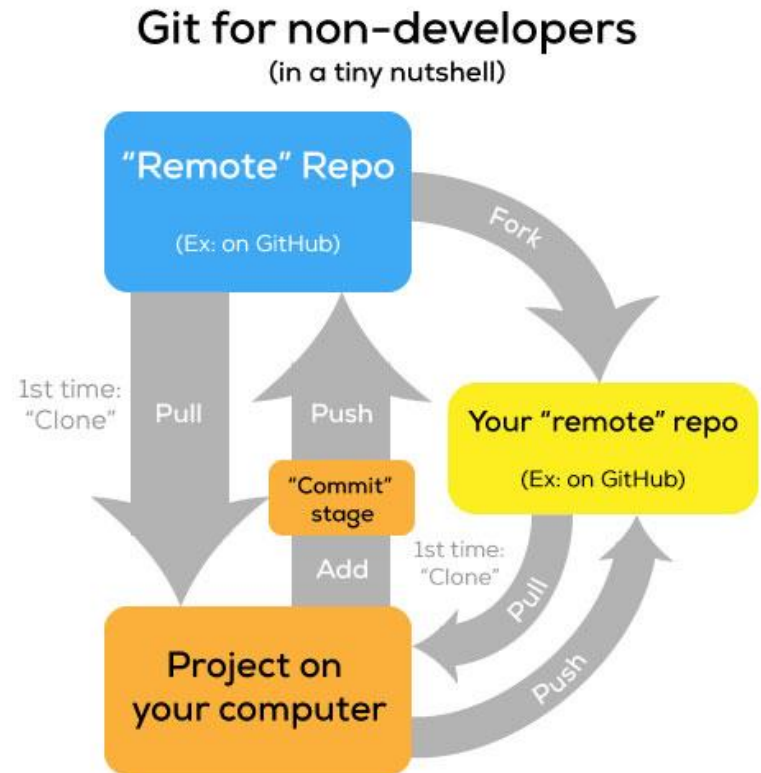 Git for non-developers
(in a tiny nutshell)
“Remote” Repo
(Ex: on GitHub)
Fork
1st time:
“Clone”
Pull
Push
Your “remote” repo
(Ex: on GitHub)
“Commit”
stage
Add
1st time:
“Clone”
Pull
Push
Project on
your computer